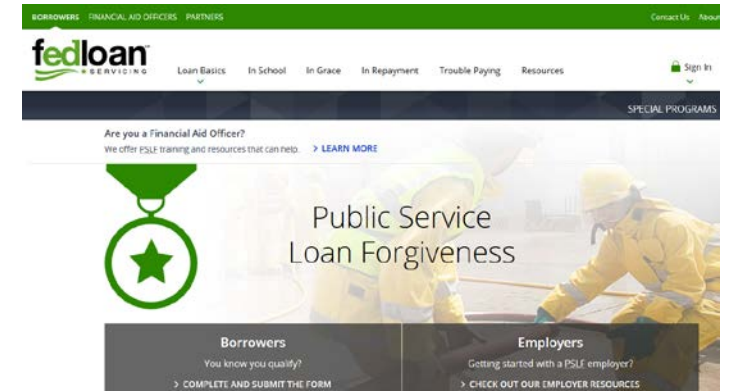 BORROWERS FINANCIAL AID OFFICERS PARTNERS
Contact Us About
fedloan
SERVICING
Loan Basics In School In Grace In Repayment Trouble Paying Resources
Sign In
SPECIAL PROGRAMS
Are you a Financial Aid Officer?
We offer PSLF training and resources that can help. > LEARN MORE
Public Service
Loan Forgiveness
Borrowers
You know you qualify?
> COMPLETE AND SUBMIT THE FORM
Employers
Getting started with a PSLF employer?
> CHECK OUT OUR EMPLOYER RESOURCES